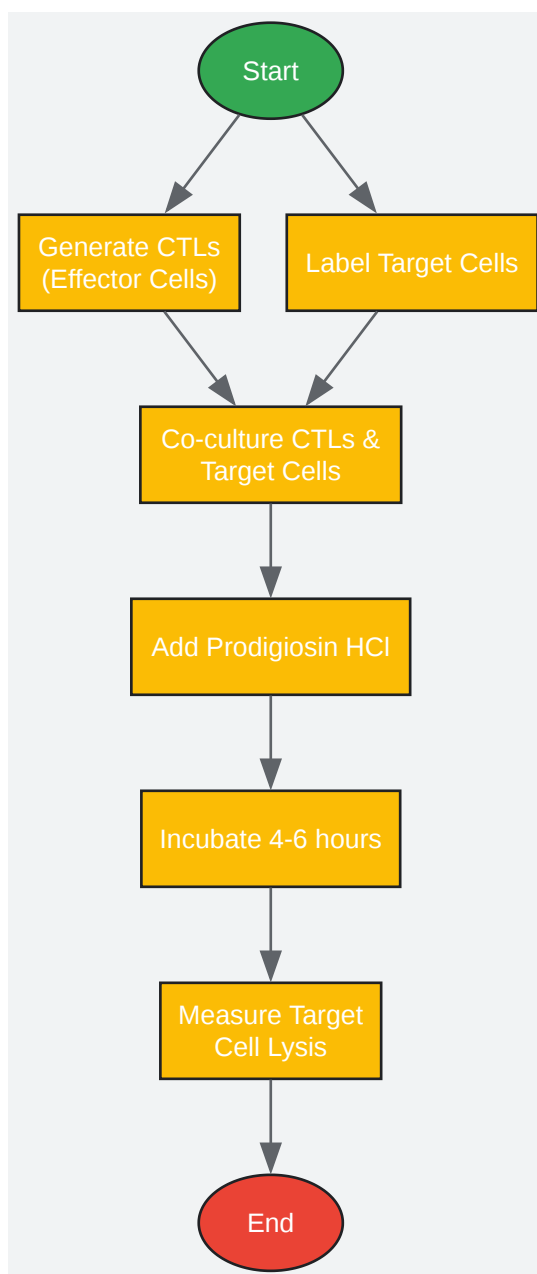 Start
Generate CTLs
(Effector Cells)
Label Target Cells
Co-culture CTLs &
Target Cells
Add Prodigiosin HCl
Incubate 4-6 hours
Measure Target
Cell Lysis
End